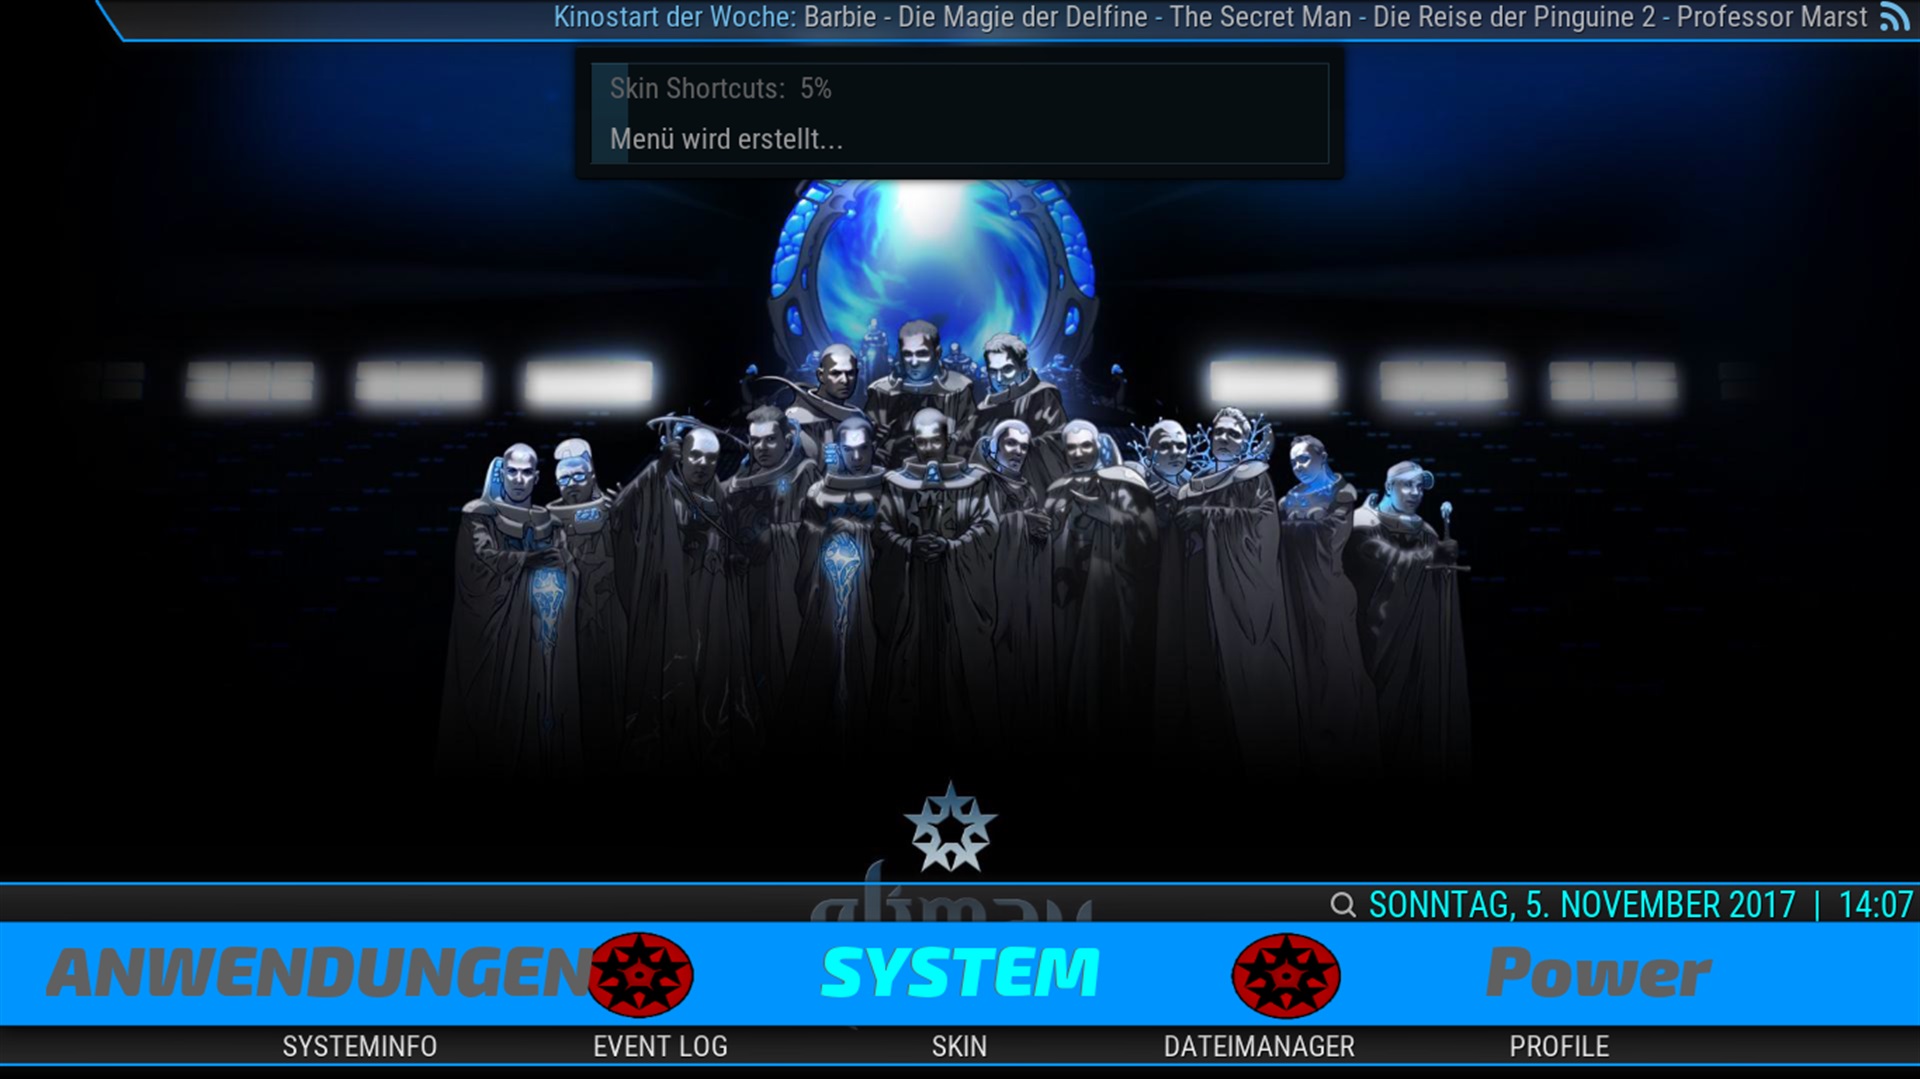 Kinostart der Woche: Barbie - Die Magie der Delfine - The Secret Man - Die Reise der Pinguine 2 - Professor Marst
Skin Shortcuts: 5%
Menü wird erstellt...
SONNTAG, 5. NOVEMBER 2017 | 14:07
ANWENDUNGEN SYSTEM Power
SYSTEMINFO EVENT LOG SKIN DATEIMANAGER PROFILE